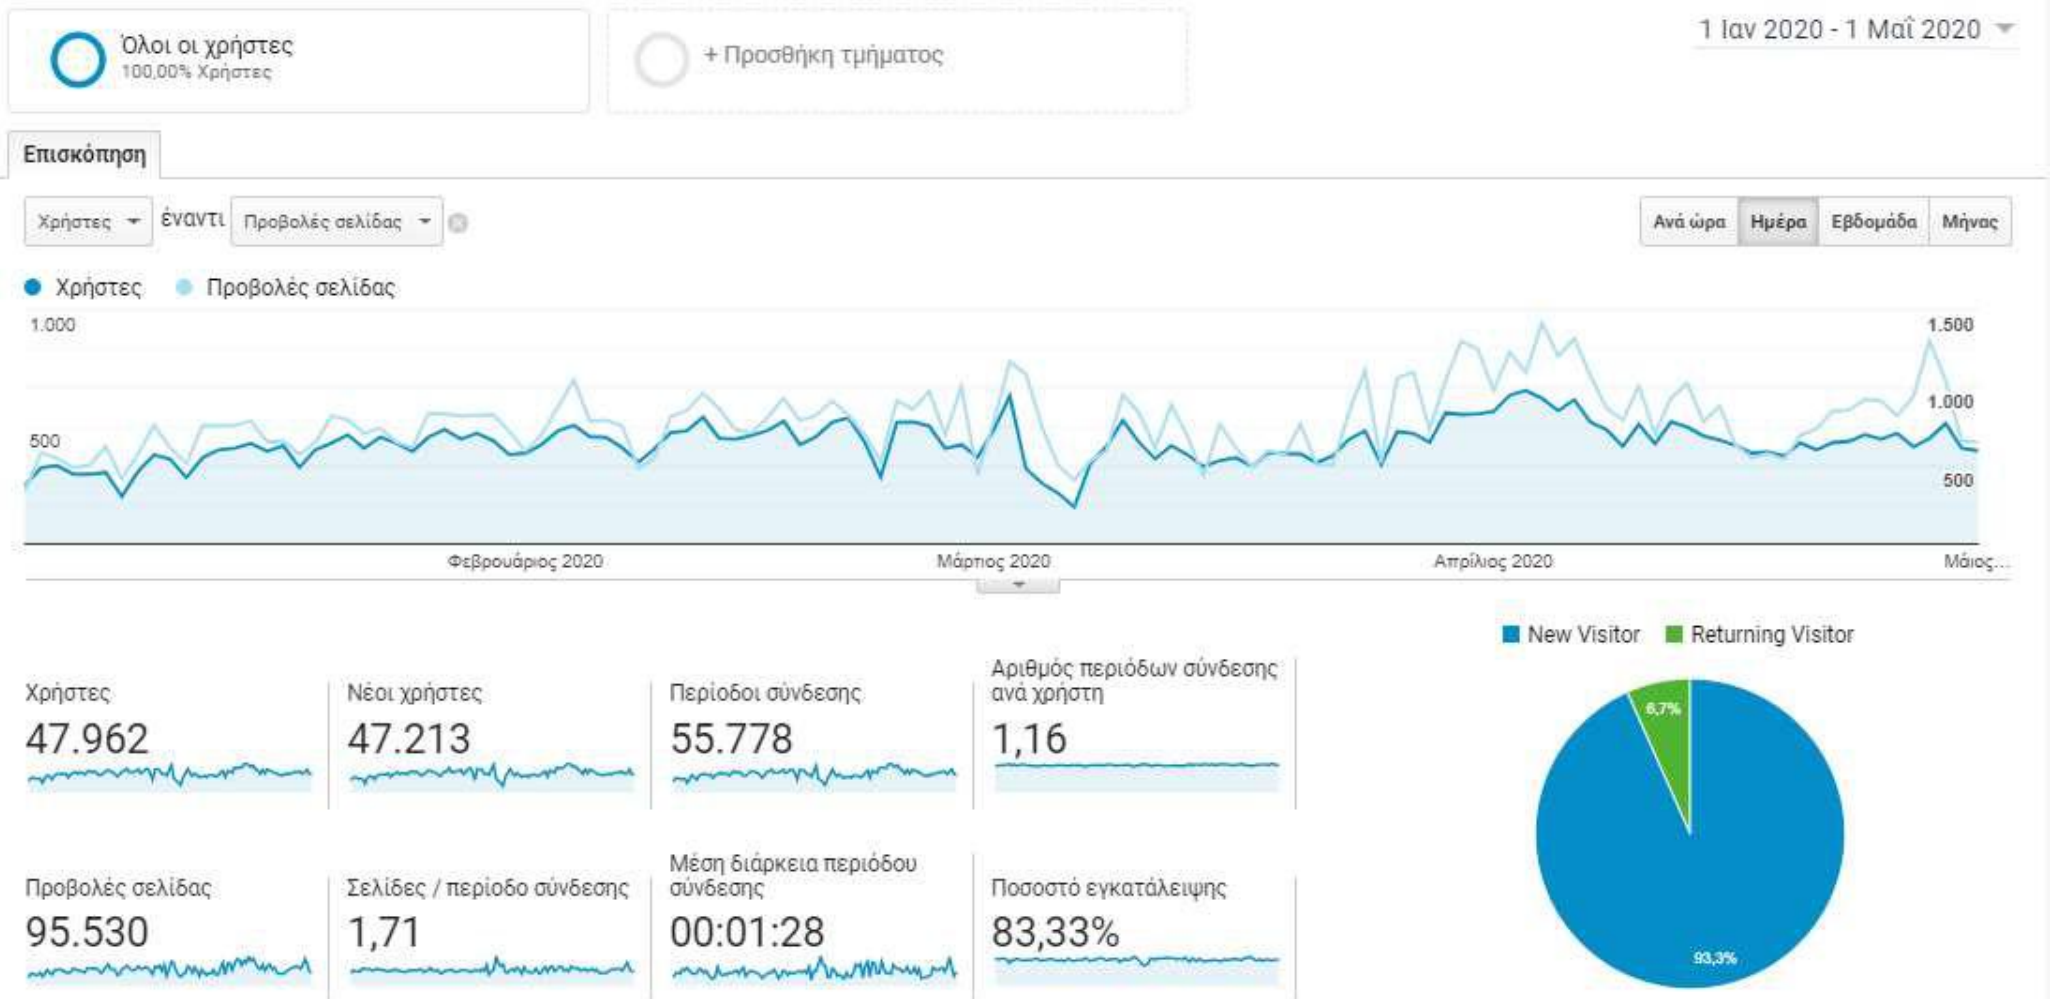 Όλοι οι χρήστες
100,00% Χρήστες
+ Προσθήκη τμήματος
1 Ιαν 2020 - 1 Μαΐ 2020
Επισκόπηση
Χρήστες
έναντι
Προβολές σελίδας
Ανά ώρα
Ημέρα
Εβδομάδα
Μήνας
Χρήστες
Προβολές σελίδας
1.000
500
1.500
1.000
500
Φεβρουάριος 2020
Μάρτιος 2020
Απρίλιος 2020
Μάιος...
New Visitor
Returning Visitor
6,7%
93,3%
Χρήστες
47.962
Νέοι χρήστες
47.213
Περίοδοι σύνδεσης
55.778
Αριθμός περιόδων σύνδεσης
ανά χρήστη
1,16
Προβολές σελίδας
95.530
Σελίδες / περίοδο σύνδεσης
1,71
Μέση διάρκεια περιόδου
σύνδεσης
00:01:28
Ποσοστό εγκατάλειψης
83,33%